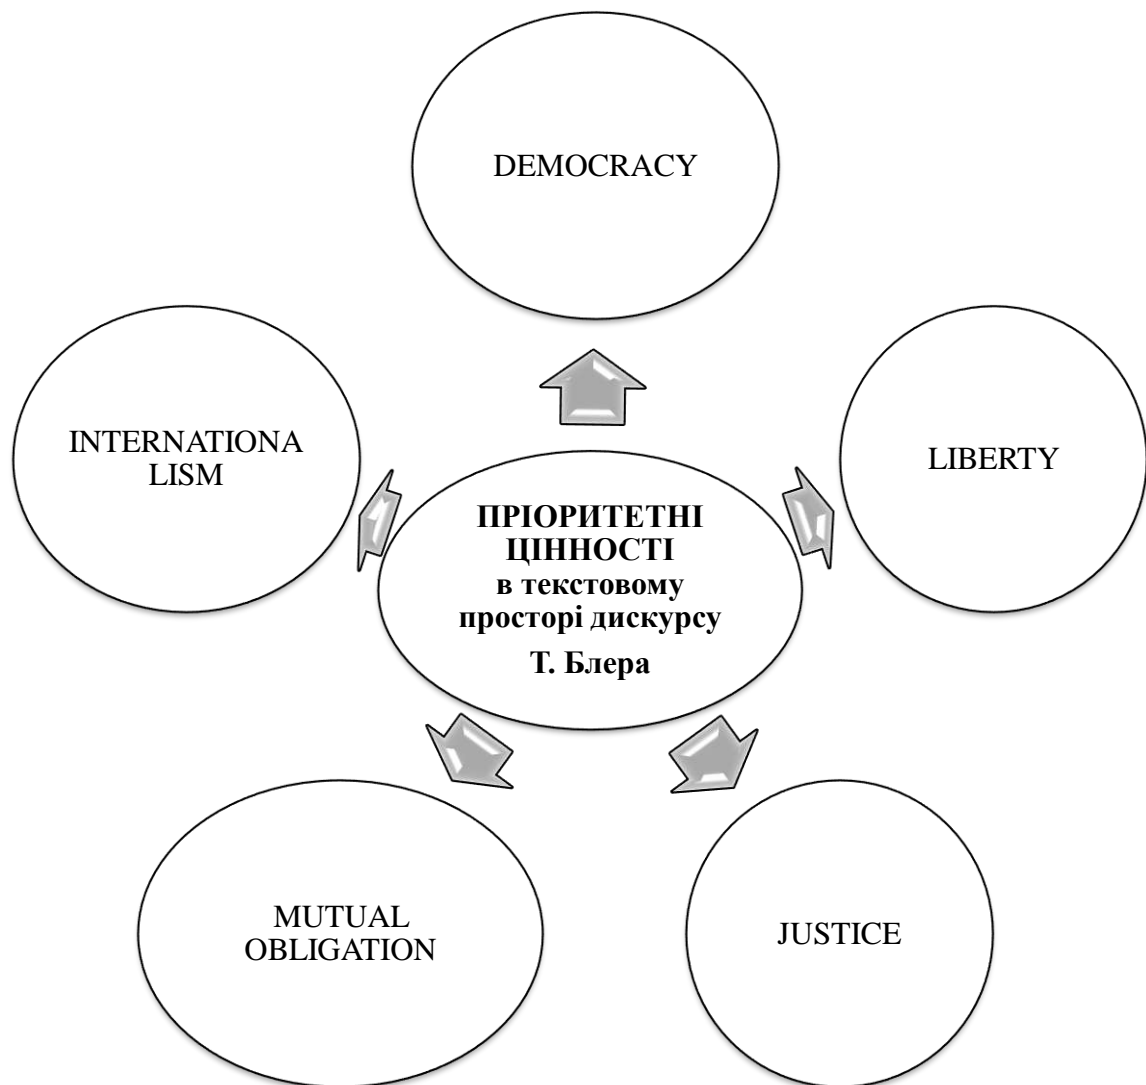 DEMOCRACY
INTERNATIONA
LISM
LIBERTY
ПРІОРИТЕТНІ
ЦІННОСТІ
в текстовому
просторі дискурсу
Т. Блера
MUTUAL
OBLIGATION
JUSTICE